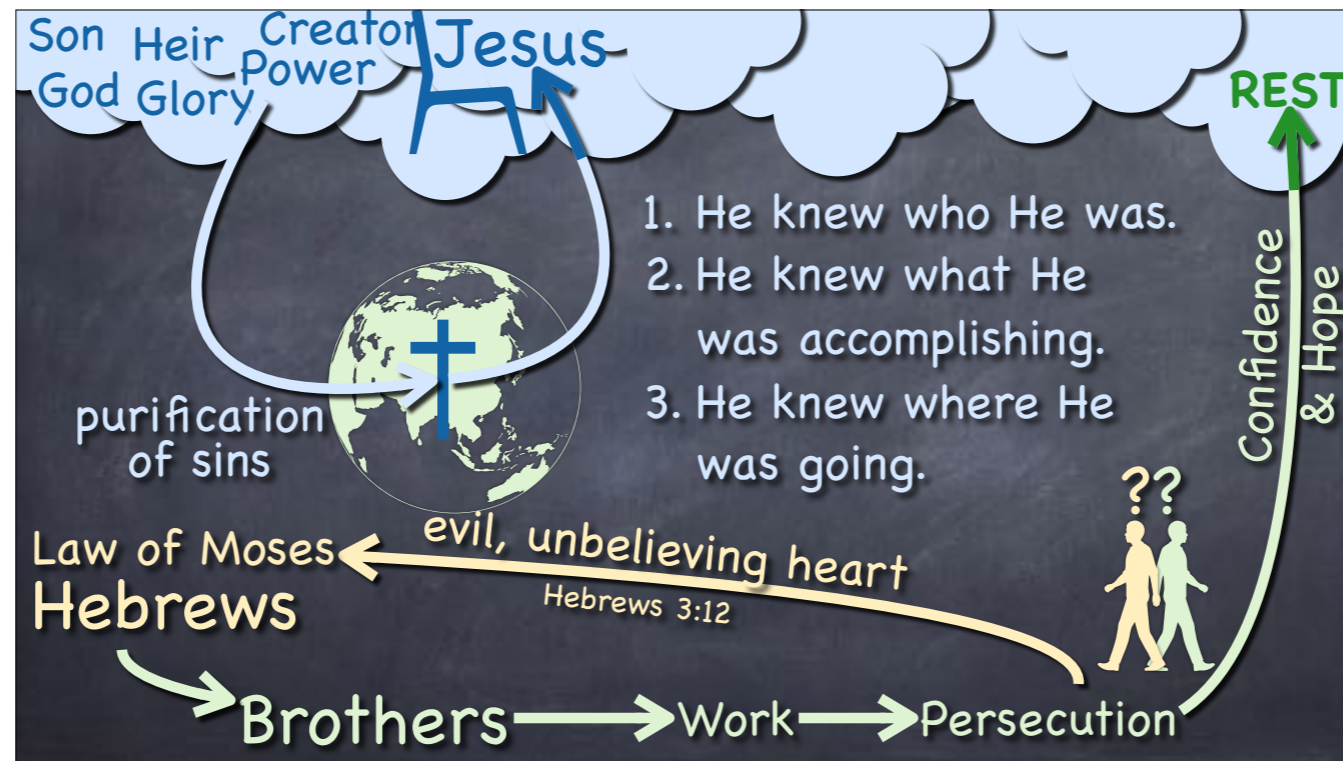 Son Heir Creator
God Glory Power
Jesus
REST
1. He knew who He was.
2. He knew what He
was accomplishing.
3. He knew where He
was going.
Confidence
& Hope
purification
of sins
??
evil, unbelieving heart
Hebrews 3:12
Law of Moses
Hebrews
Brothers Work Persecution